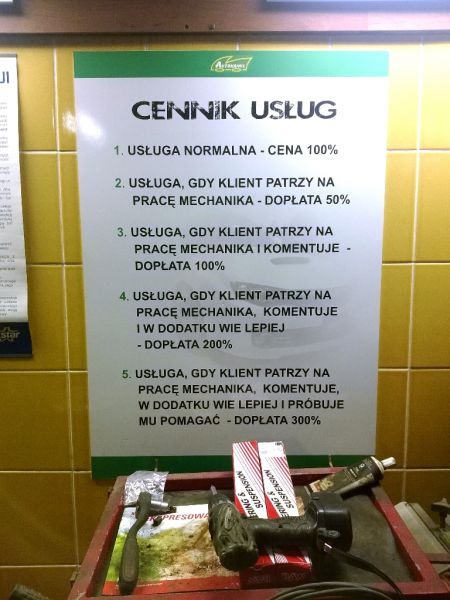 CENNIK USŁUG
1. USŁUGA NORMALNA - CENA 100%
2. USŁUGA, GDY KLIENT PATRZY NA
PRACĘ MECHANIKA - DOPŁATA 50%
3. USŁUGA, GDY KLIENT PATRZY NA
PRACĘ MECHANIKA I KOMENTUJE -
DOPŁATA 100%
4. USŁUGA, GDY KLIENT PATRZY NA
PRACĘ MECHANIKA, KOMENTUJE
I W DODATKU WIE LEPIEJ
- DOPŁATA 200%
5. USŁUGA, GDY KLIENT PATRZY NA
PRACĘ MECHANIKA, KOMENTUJE,
W DODATKU WIE LEPIEJ I PRÓBUJE
MU POMAGAĆ - DOPŁATA 300%
SUSPENSION
SUSPENSION